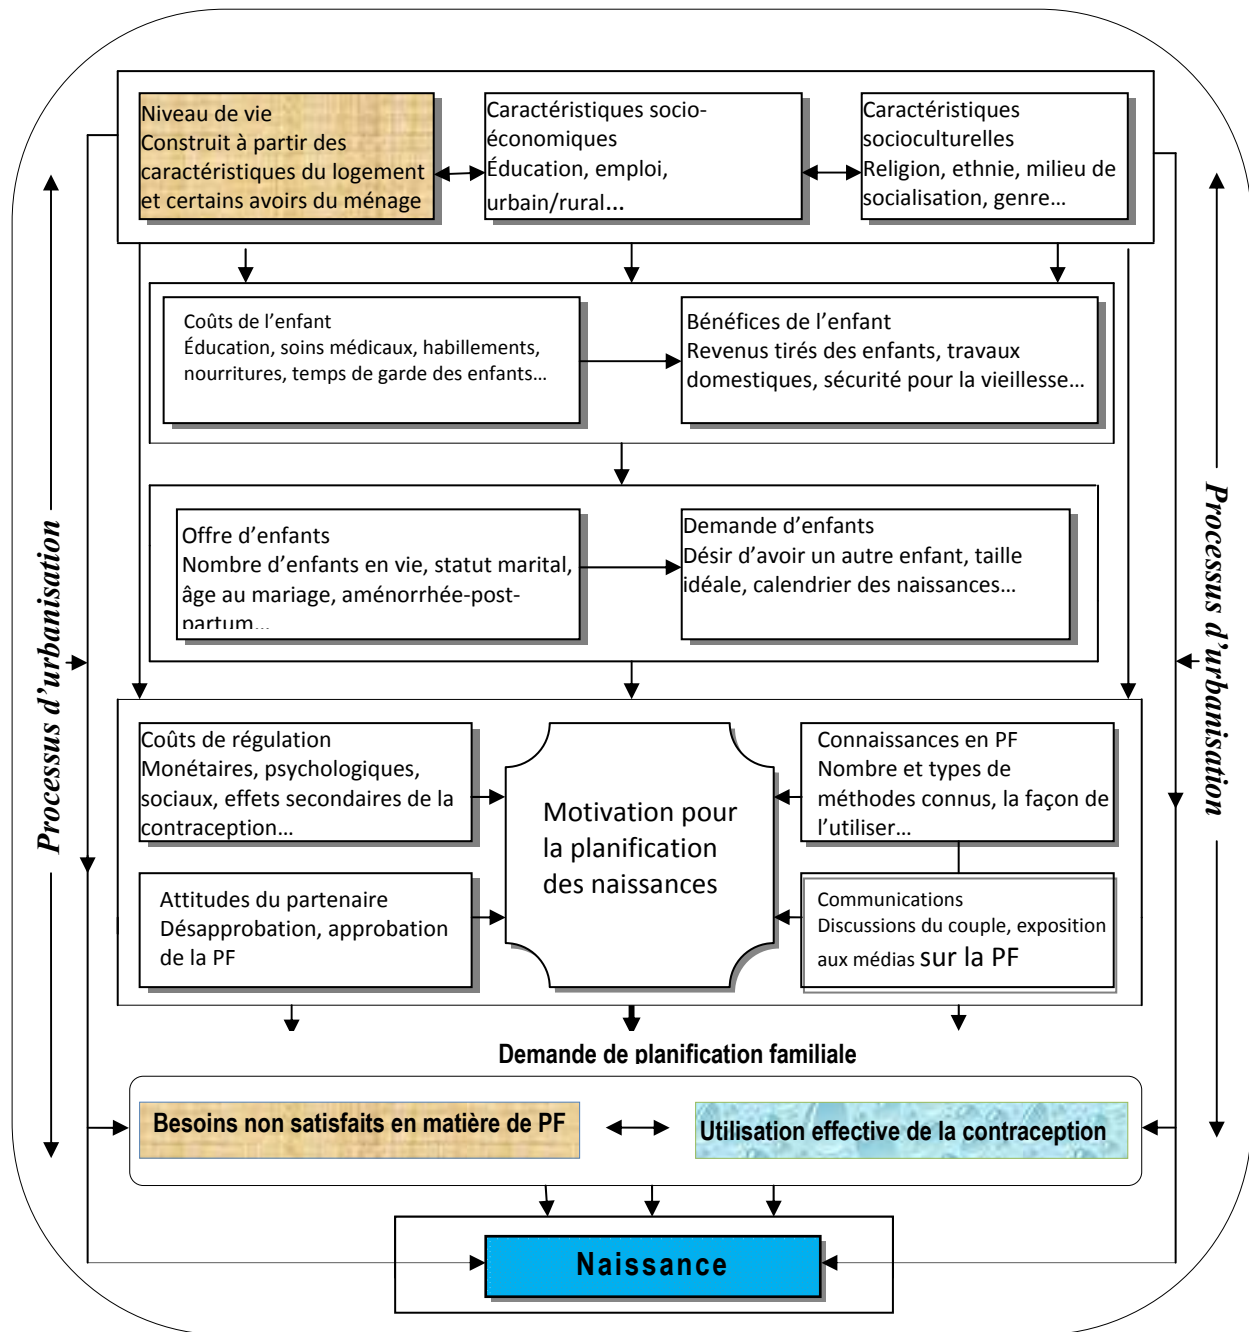 Niveau de vie
Construit à partir des
caractéristiques du logement
et certains avoirs du ménage
Caractéristiques socio-
économiques
Éducation, emploi,
urbain/rural...
Caractéristiques
socioculturelles
Religion, ethnie, milieu de
socialisation, genre...
Coûts de l'enfant
Éducation, soins médicaux, habillements,
nourritures, temps de garde des enfants...
Bénéfices de l'enfant
Revenus tirés des enfants, travaux
domestiques, sécurité pour la vieillesse...
Offre d'enfants
Nombre d'enfants en vie, statut marital,
âge au mariage, aménorrhée-post-
partum...
Demande d'enfants
Désir d'avoir un autre enfant, taille
idéale, calendrier des naissances...
Processus d'urbanisation
Processus d'urbanisation
Coûts de régulation
Monétaires, psychologiques,
sociaux, effets secondaires de la
contraception...
Motivation pour
la planification
des naissances
Connaissances en PF
Nombre et types de
méthodes connus, la façon de
l'utiliser...
Attitudes du partenaire
Désapprobation, approbation
de la PF
Communications
Discussions du couple, exposition
aux médias sur la PF
Demande de planification familiale
Besoins non satisfaits en matière de PF
Utilisation effective de la contraception
Naissance